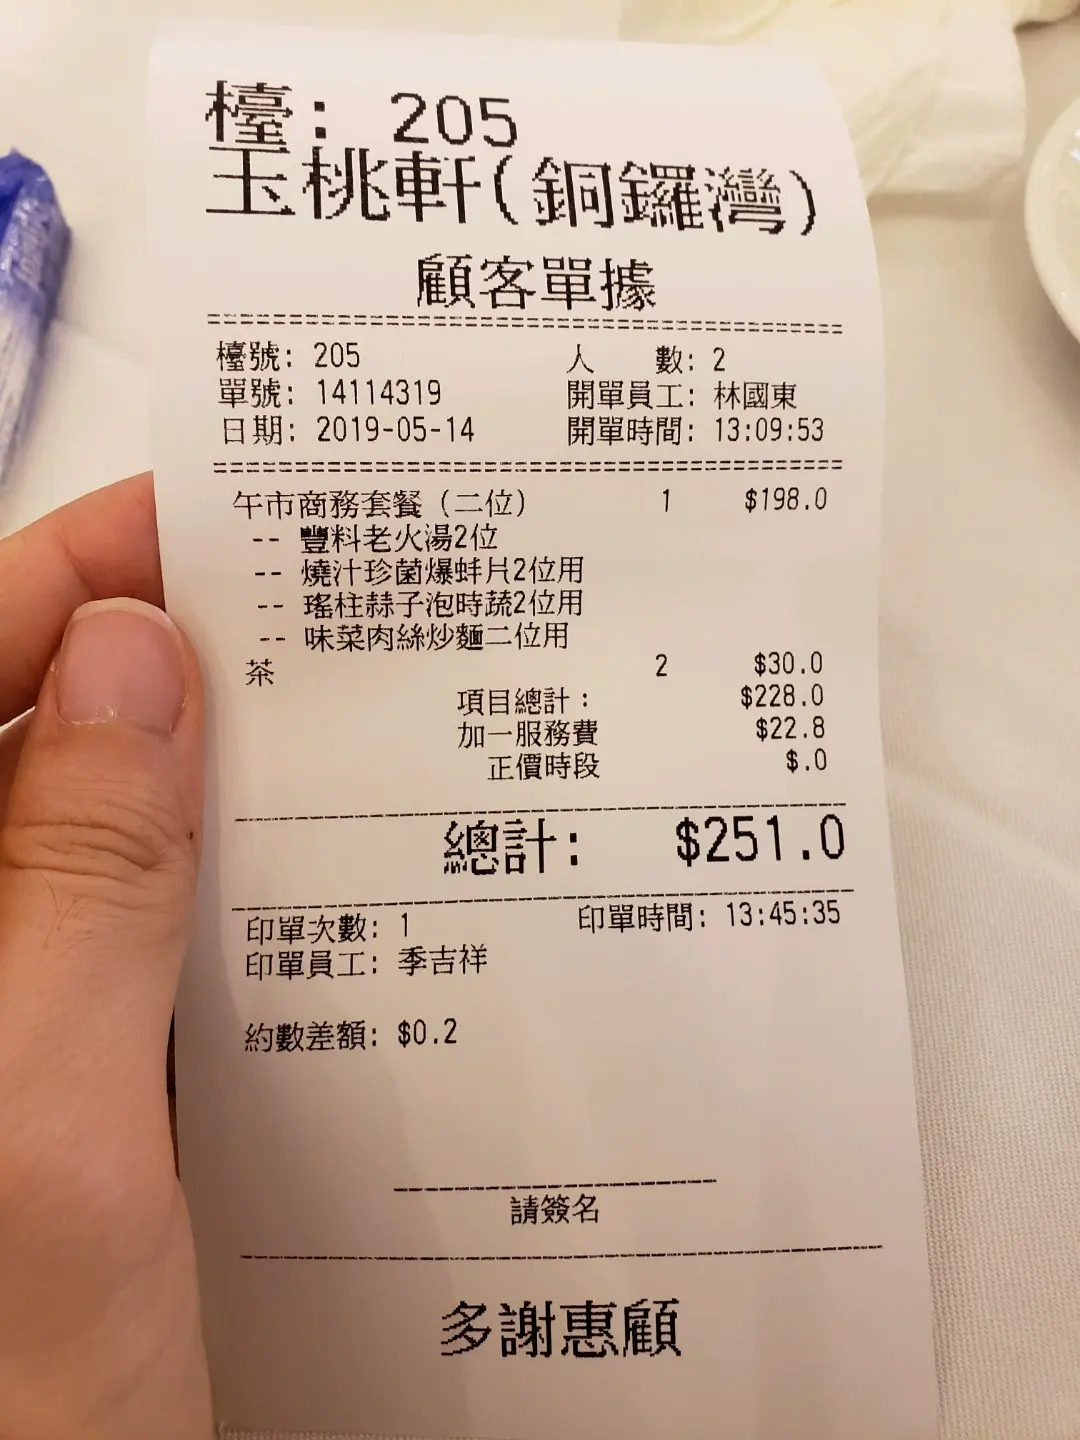 檯: 205
玉桃軒(銅鑼灣)
顧客單據
檯號: 205 人 數: 2
單號: 14114319 開單員工: 林國東
日期: 2019-05-14 開單時間: 13:09:53
午市商務套餐 (二位) 1 $198.0
-- 豐料老火湯2位
-- 燒汁珍菌爆蚌片2位用
-- 瑤柱蒜子泡時蔬2位用
-- 味菜肉絲炒麵二位用
茶 2 $30.0
項目總計: $228.0
加一服務費 $22.8
正價時段 $.0
總計: $251.0
印單次數: 1 印單時間: 13:45:35
印單員工: 季吉祥
約數差額: $0.2
請簽名
多謝惠顧